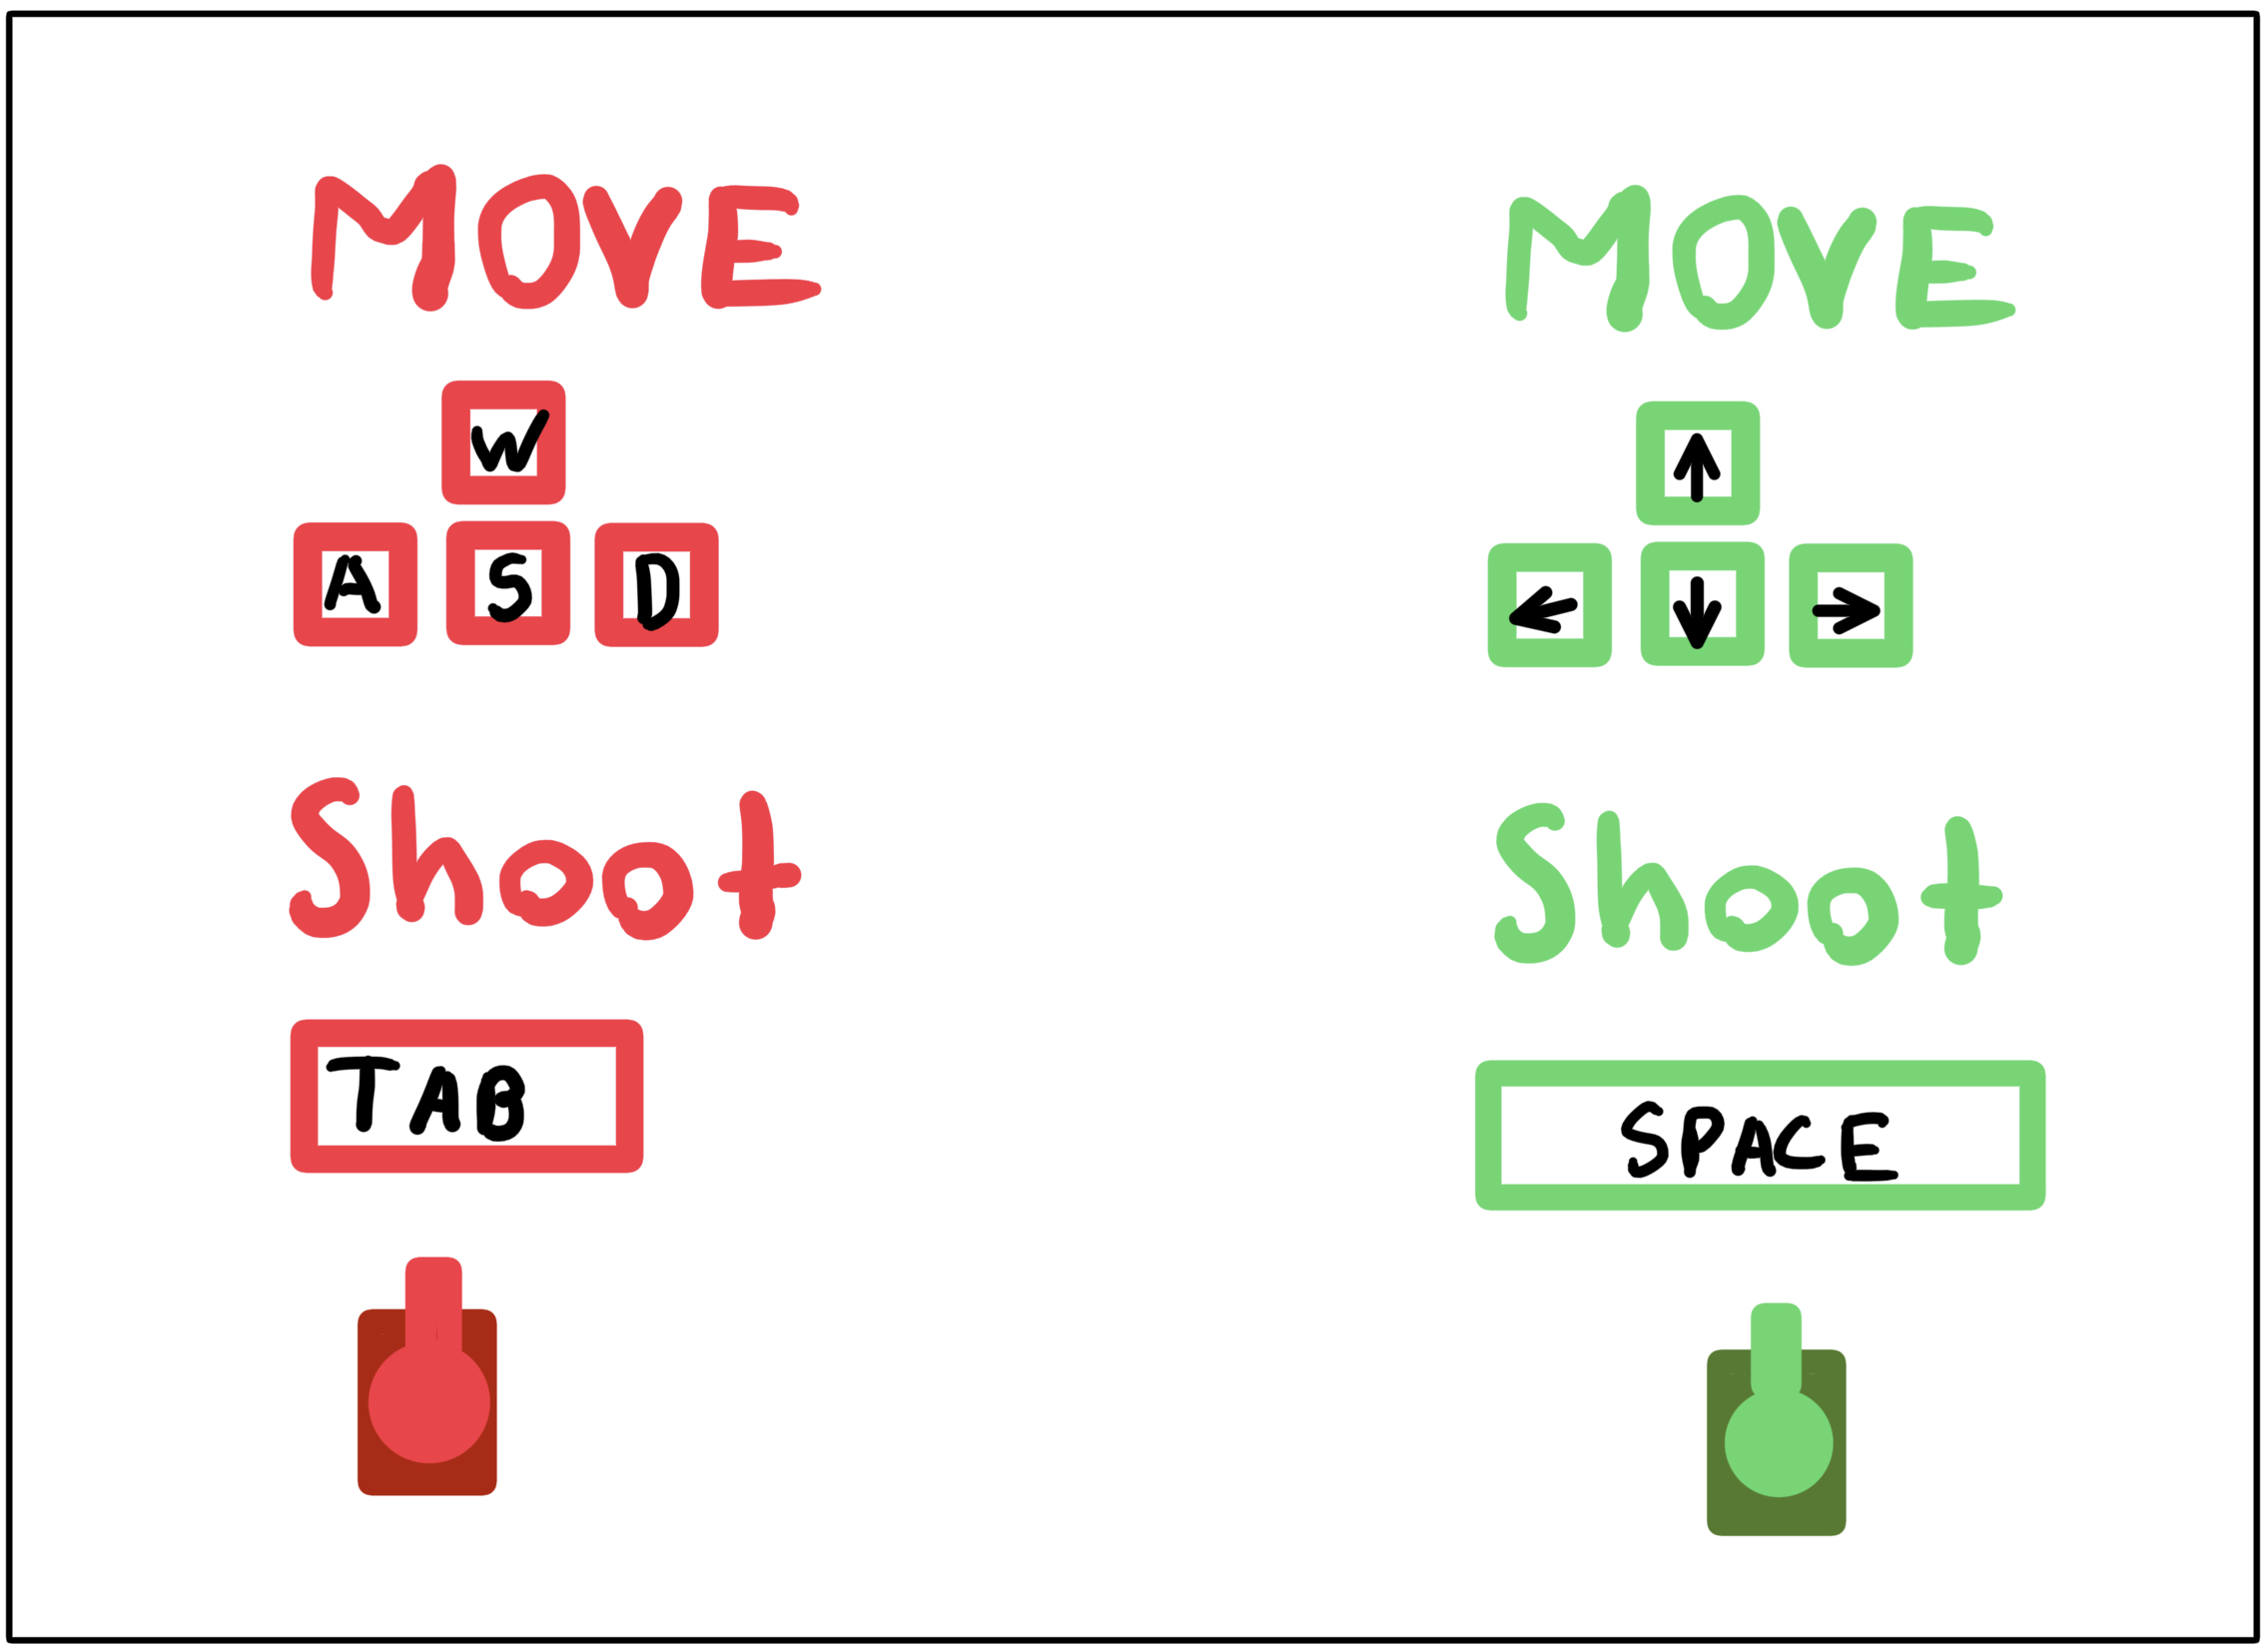 MOVE
W
A S D
Shoot
TAB
MOVE
↑
← ↓ →
Shoot
SPACE